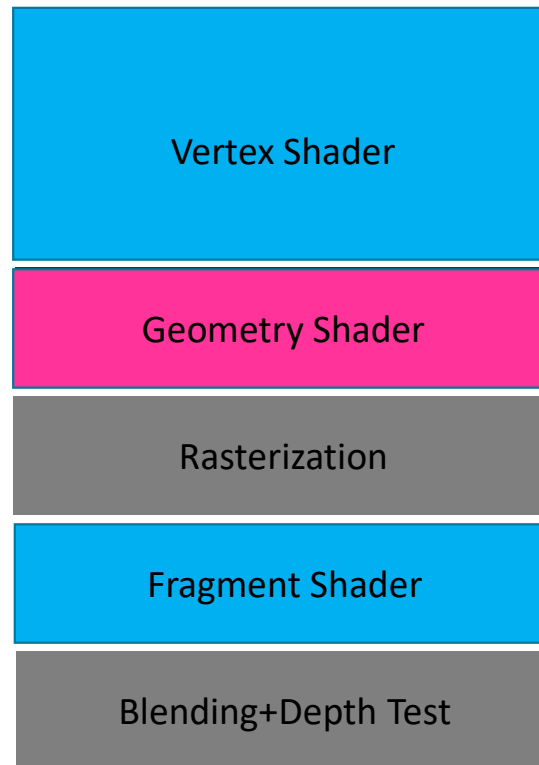 Vertex Shader
Geometry Shader
Rasterization
Fragment Shader
Blending+Depth Test